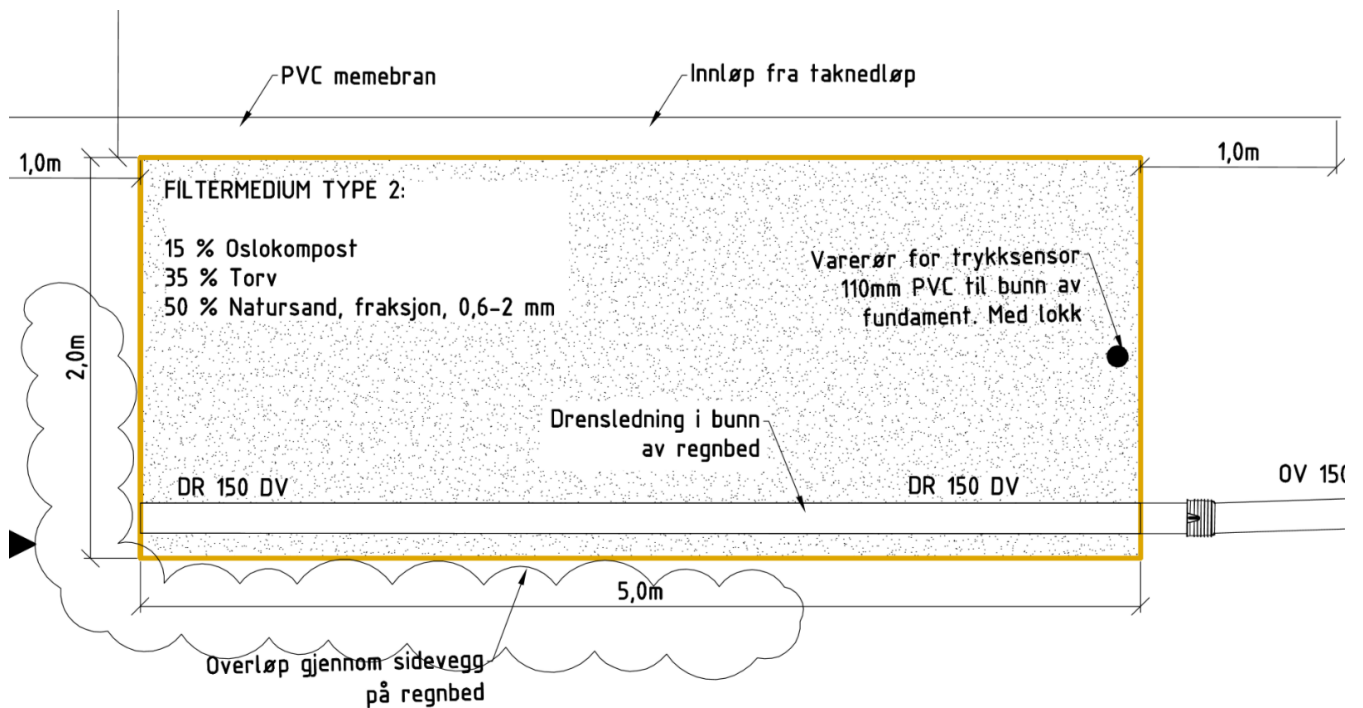 PVC memebran
Innløp fra taknedløp
1,0m
1,0m
FILTERMEDIUM TYPE 2:
15 % Oslokompost
35 % Torv
50 % Natursand, fraksjon, 0,6-2 mm
Varerør for trykksensor
110mm PVC til bunn av
fundament. Med lokk
2,0m
Drensledning i bunn
av regnbed
DR 150 DV
DR 150 DV
OV 150
5,0m
Overløp gjennom sidevegg
på regnbed